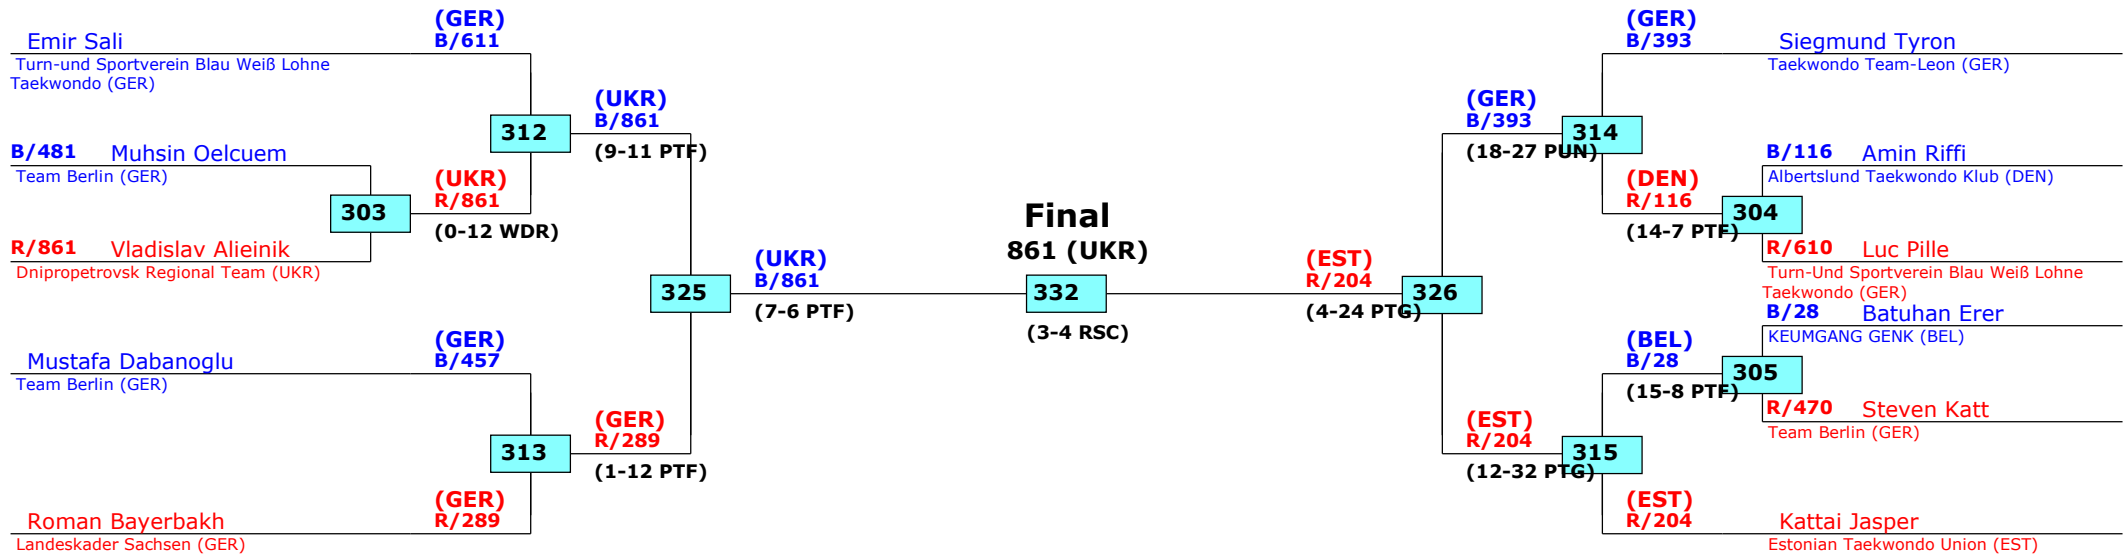 (GER)
B/611
Emir Sali
Turn-und Sportverein Blau Weiß Lohne
Taekwondo (GER)
312
(UKR)
B/861
(9-11 PTF)
B/481 Muhsin Oelcuem
Team Berlin (GER)
303
(UKR)
R/861
(0-12 WDR)
R/861 Vladislav Alieinik
Dnipropetrovsk Regional Team (UKR)
325
(UKR)
B/861
(7-6 PTF)
(GER)
B/457
Mustafa Dabanoglu
Team Berlin (GER)
313
(GER)
R/289
(1-12 PTF)
(GER)
R/289
Roman Bayerbakh
Landeskader Sachsen (GER)
Final
861 (UKR)
332
(3-4 RSC)
(EST)
R/204
(4-24 PTG)
326
(GER)
B/393
(18-27 PUN)
314
(GER)
B/393
Siegmund Tyron
Taekwondo Team-Leon (GER)
(DEN)
R/116
(14-7 PTF)
304
B/116 Amin Riffi
Albertslund Taekwondo Klub (DEN)
R/610 Luc Pille
Turn-Und Sportverein Blau Weiß Lohne
Taekwondo (GER)
B/28 Batuhan Erer
KEUMGANG GENK (BEL)
(BEL)
B/28
(15-8 PTF)
305
R/470 Steven Katt
Team Berlin (GER)
(EST)
R/204
(12-32 PTG)
315
(EST)
R/204
Kattai Jasper
Estonian Taekwondo Union (EST)